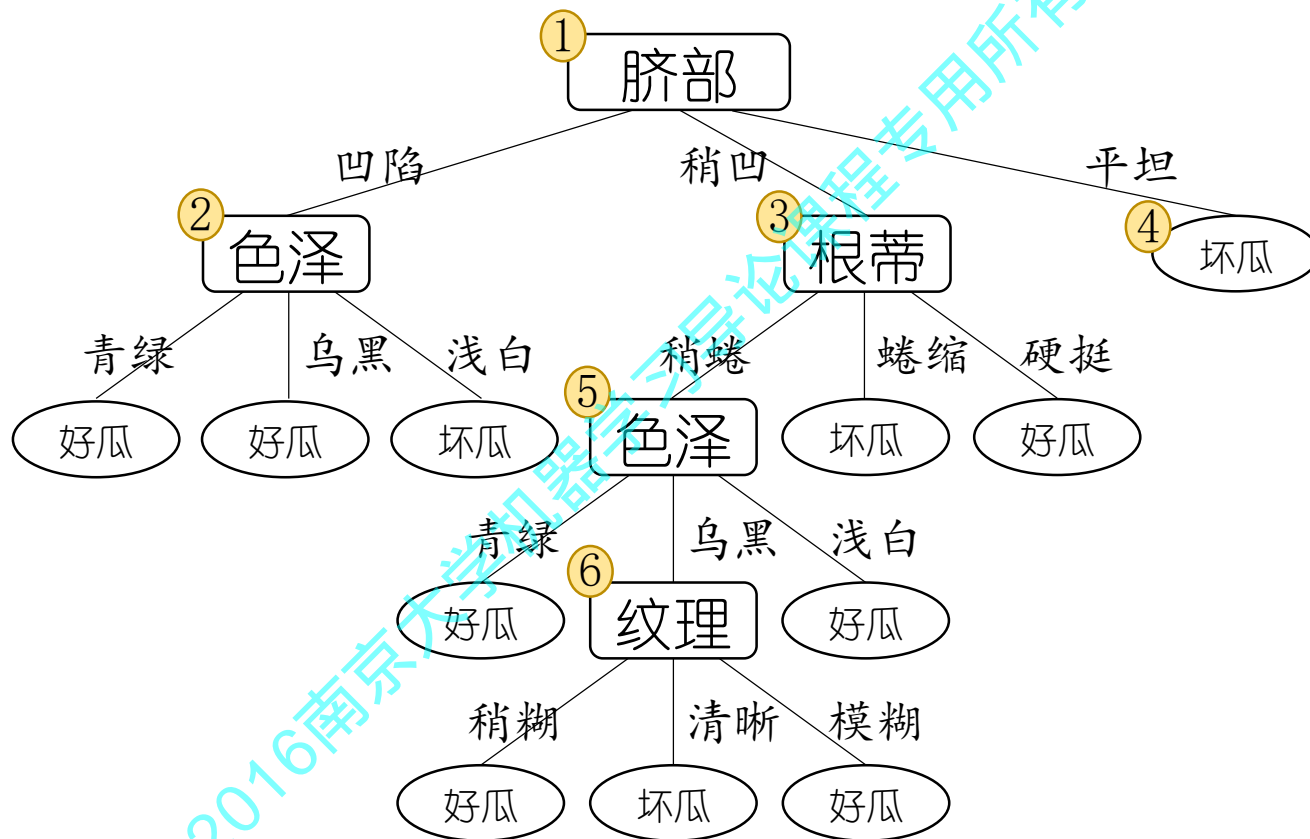 1
脐部
凹陷 稍凹 平坦
2 3 4
色泽 根蒂 坏瓜
青绿 乌黑 浅白 稍蜷 蜷缩 硬挺
5
好瓜 好瓜 坏瓜 色泽 坏瓜 好瓜
青绿 乌黑 浅白
6
好瓜 纹理 好瓜
稍糊 清晰 模糊
好瓜 坏瓜 好瓜
2016南京大学机器学习导论课程专用所有